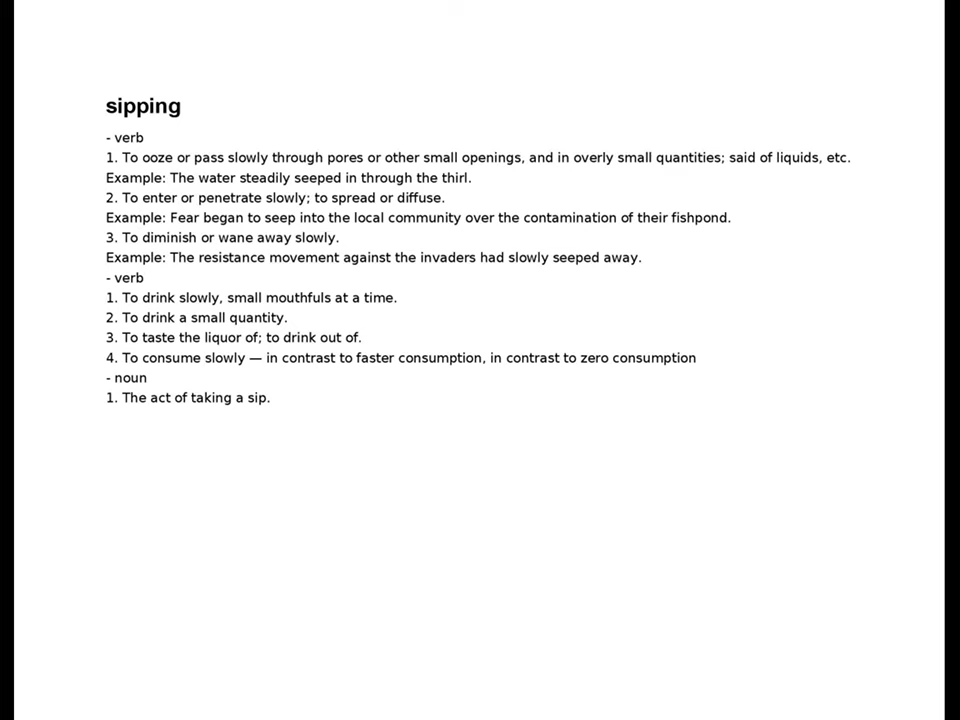 sipping
- verb
1. To ooze or pass slowly through pores or other small openings, and in overly small quantities; said of liquids, etc.
Example: The water steadily seeped in through the thirl.
2. To enter or penetrate slowly; to spread or diffuse.
Example: Fear began to seep into the local community over the contamination of their fishpond.
3. To diminish or wane away slowly.
Example: The resistance movement against the invaders had slowly seeped away.
- verb
1. To drink slowly, small mouthfuls at a time.
2. To drink a small quantity.
3. To taste the liquor of; to drink out of.
4. To consume slowly — in contrast to faster consumption, in contrast to zero consumption
- noun
1. The act of taking a sip.